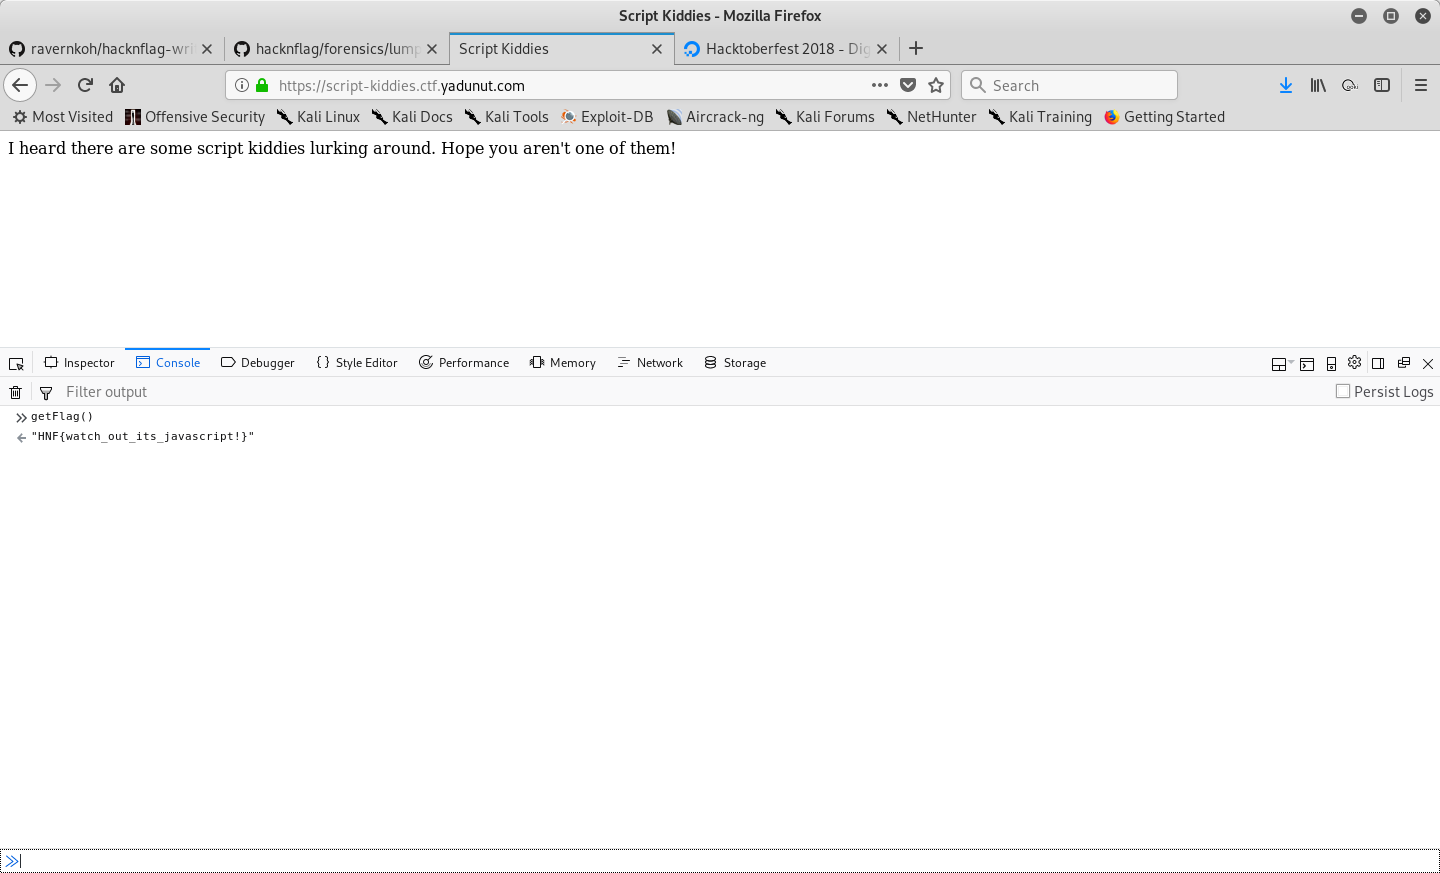 Script Kiddies - Mozilla Firefox
ravernkoh/hacknflag-wri
hacknflag/forensics/lump
Script Kiddies
Hacktoberfest 2018 - Dig
https://script-kiddies.ctf.yadunut.com
Search
Most Visited
Offensive Security
Kali Linux
Kali Docs
Kali Tools
Exploit-DB
Aircrack-ng
Kali Forums
NetHunter
Kali Training
Getting Started
I heard there are some script kiddies lurking around. Hope you aren't one of them!
Inspector
Console
Debugger
{ } Style Editor
Performance
Memory
Network
Storage
Filter output
Persist Logs
getFlag()
"HNF{watch_out_its_javascript!}"